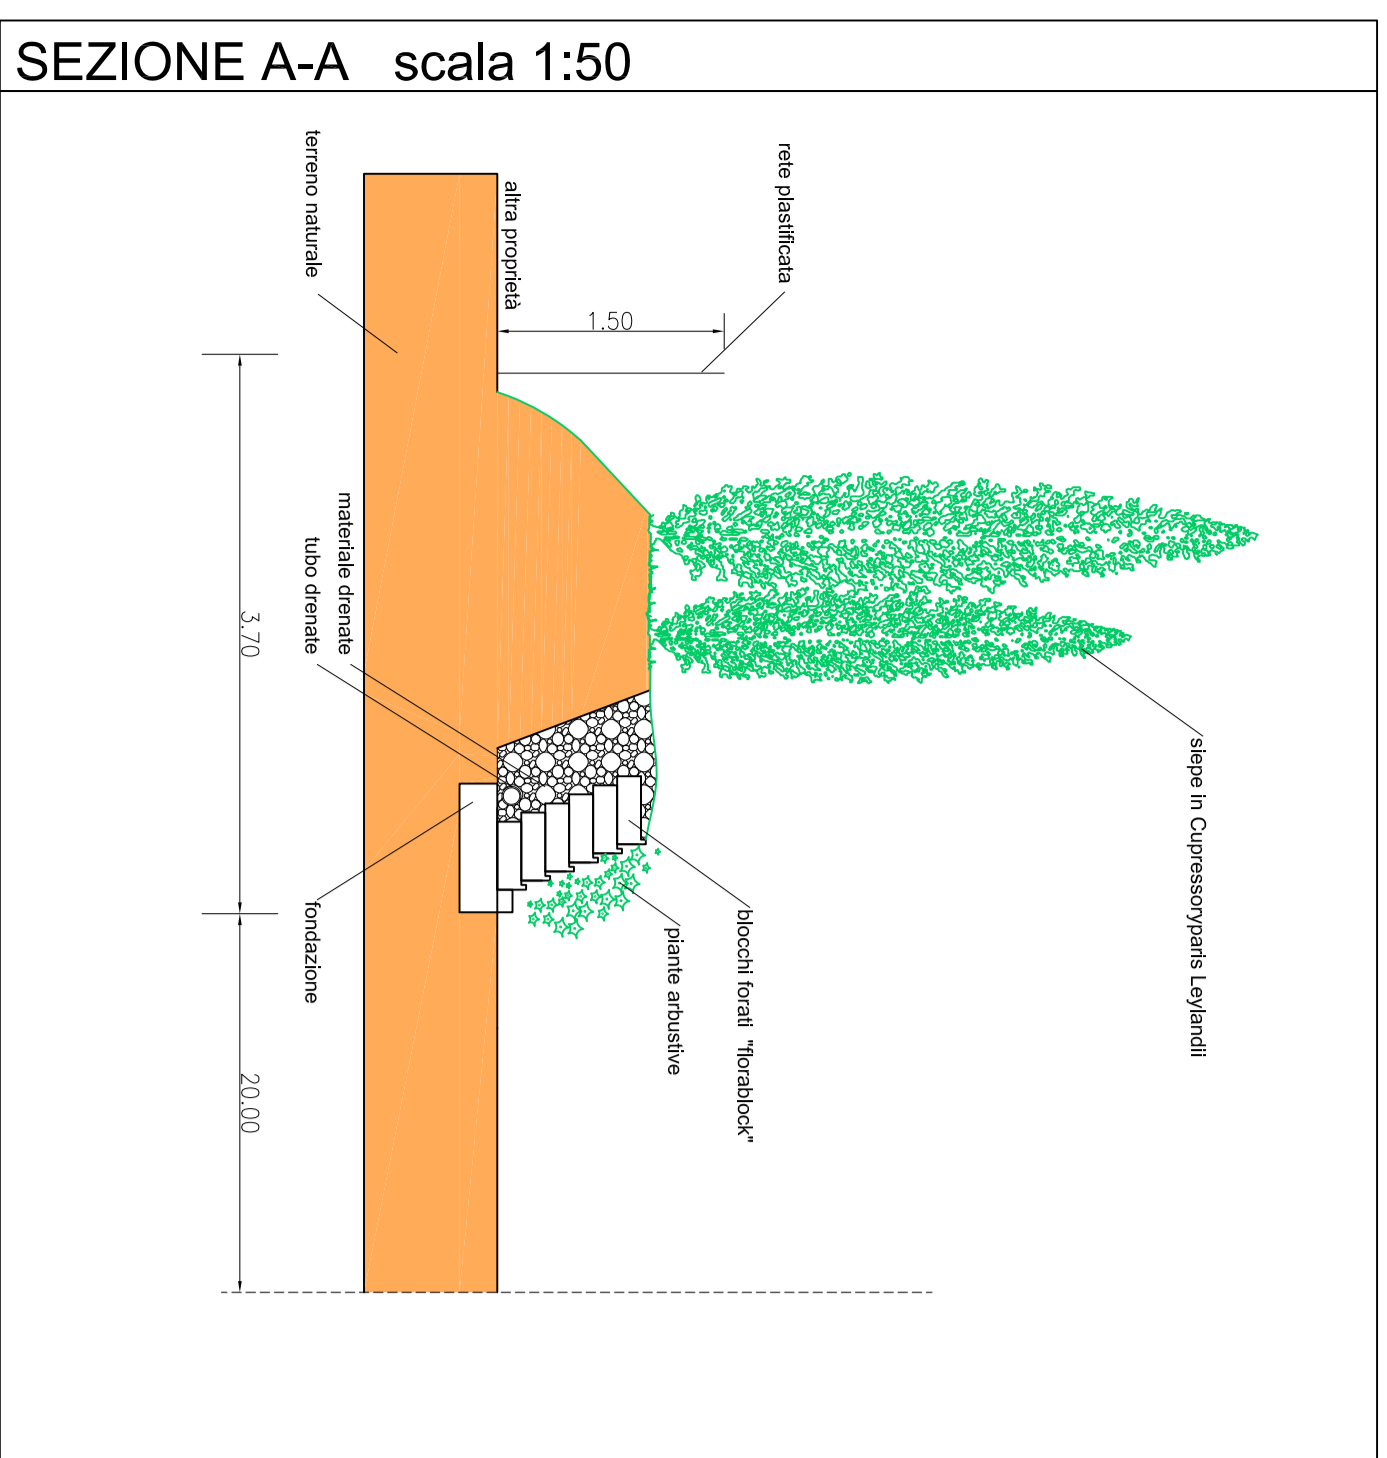 SEZIONE A-A scala 1:50
terreno naturale
altra proprietà
rete plastificata
1.50
materiale drenate
tubo drenate
3.70
siepe in Cupressoryparis Leylandii
blocchi forati "florablock"
piante arbustive
fondazione
20.00